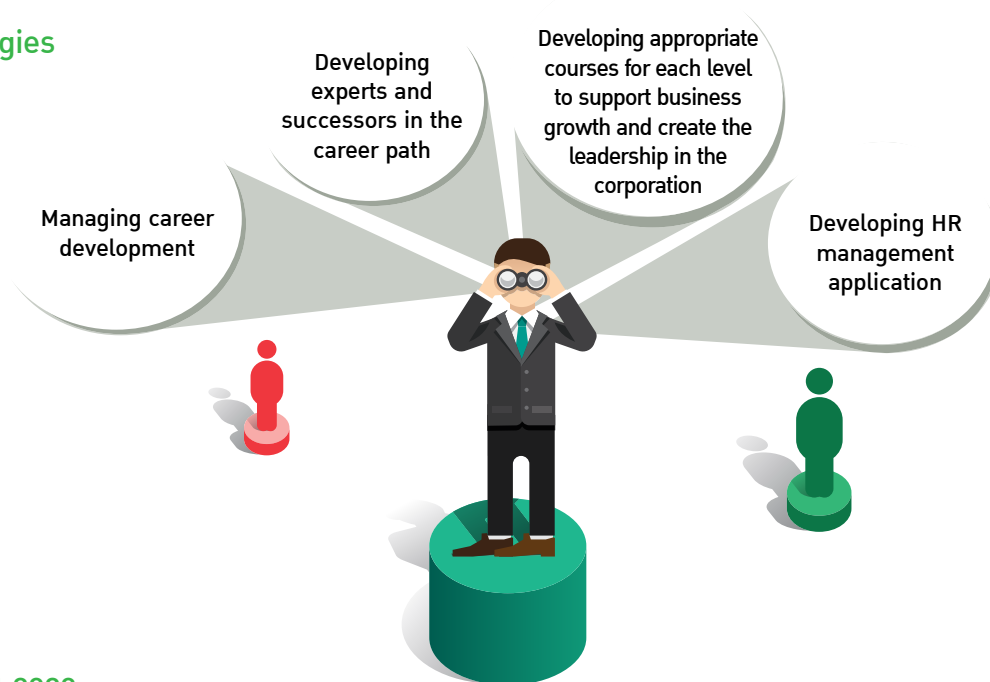 gies
Developing
experts and
successors in the
career path
Developing appropriate
courses for each level
to support business
growth and create the
leadership in the
corporation
Managing career
development
Developing HR
management
application